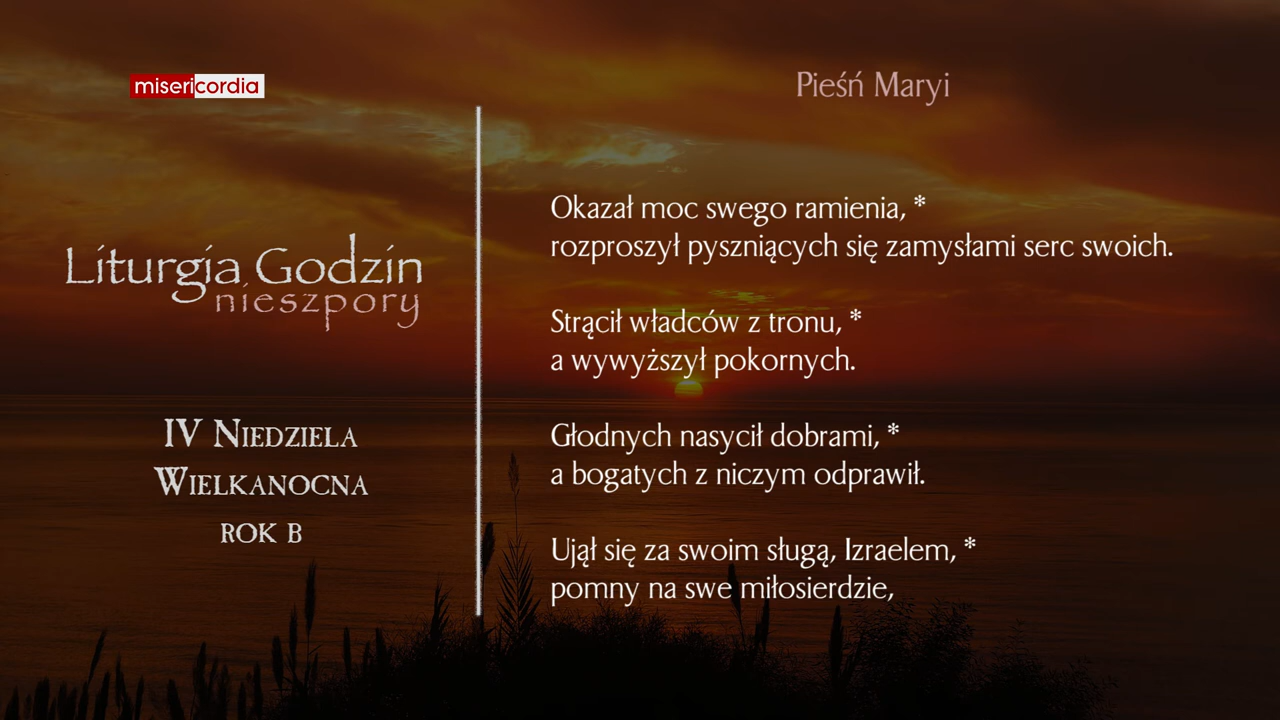 misericordia
Liturgia Godzin
nieszpory
IV Niedziela
Wielkanocna
rok B
Pieśń Maryi
Okazał moc swego ramienia, *
rozproszył pyszniących się zamysłami serc swoich.
Strącił władców z tronu, *
a wywyższył pokornych.
Głodnych nasycił dobrami, *
a bogatych z niczym odprawił.
Ujął się za swoim sługą, Izraelem, *
pomny na swe miłosierdzie,